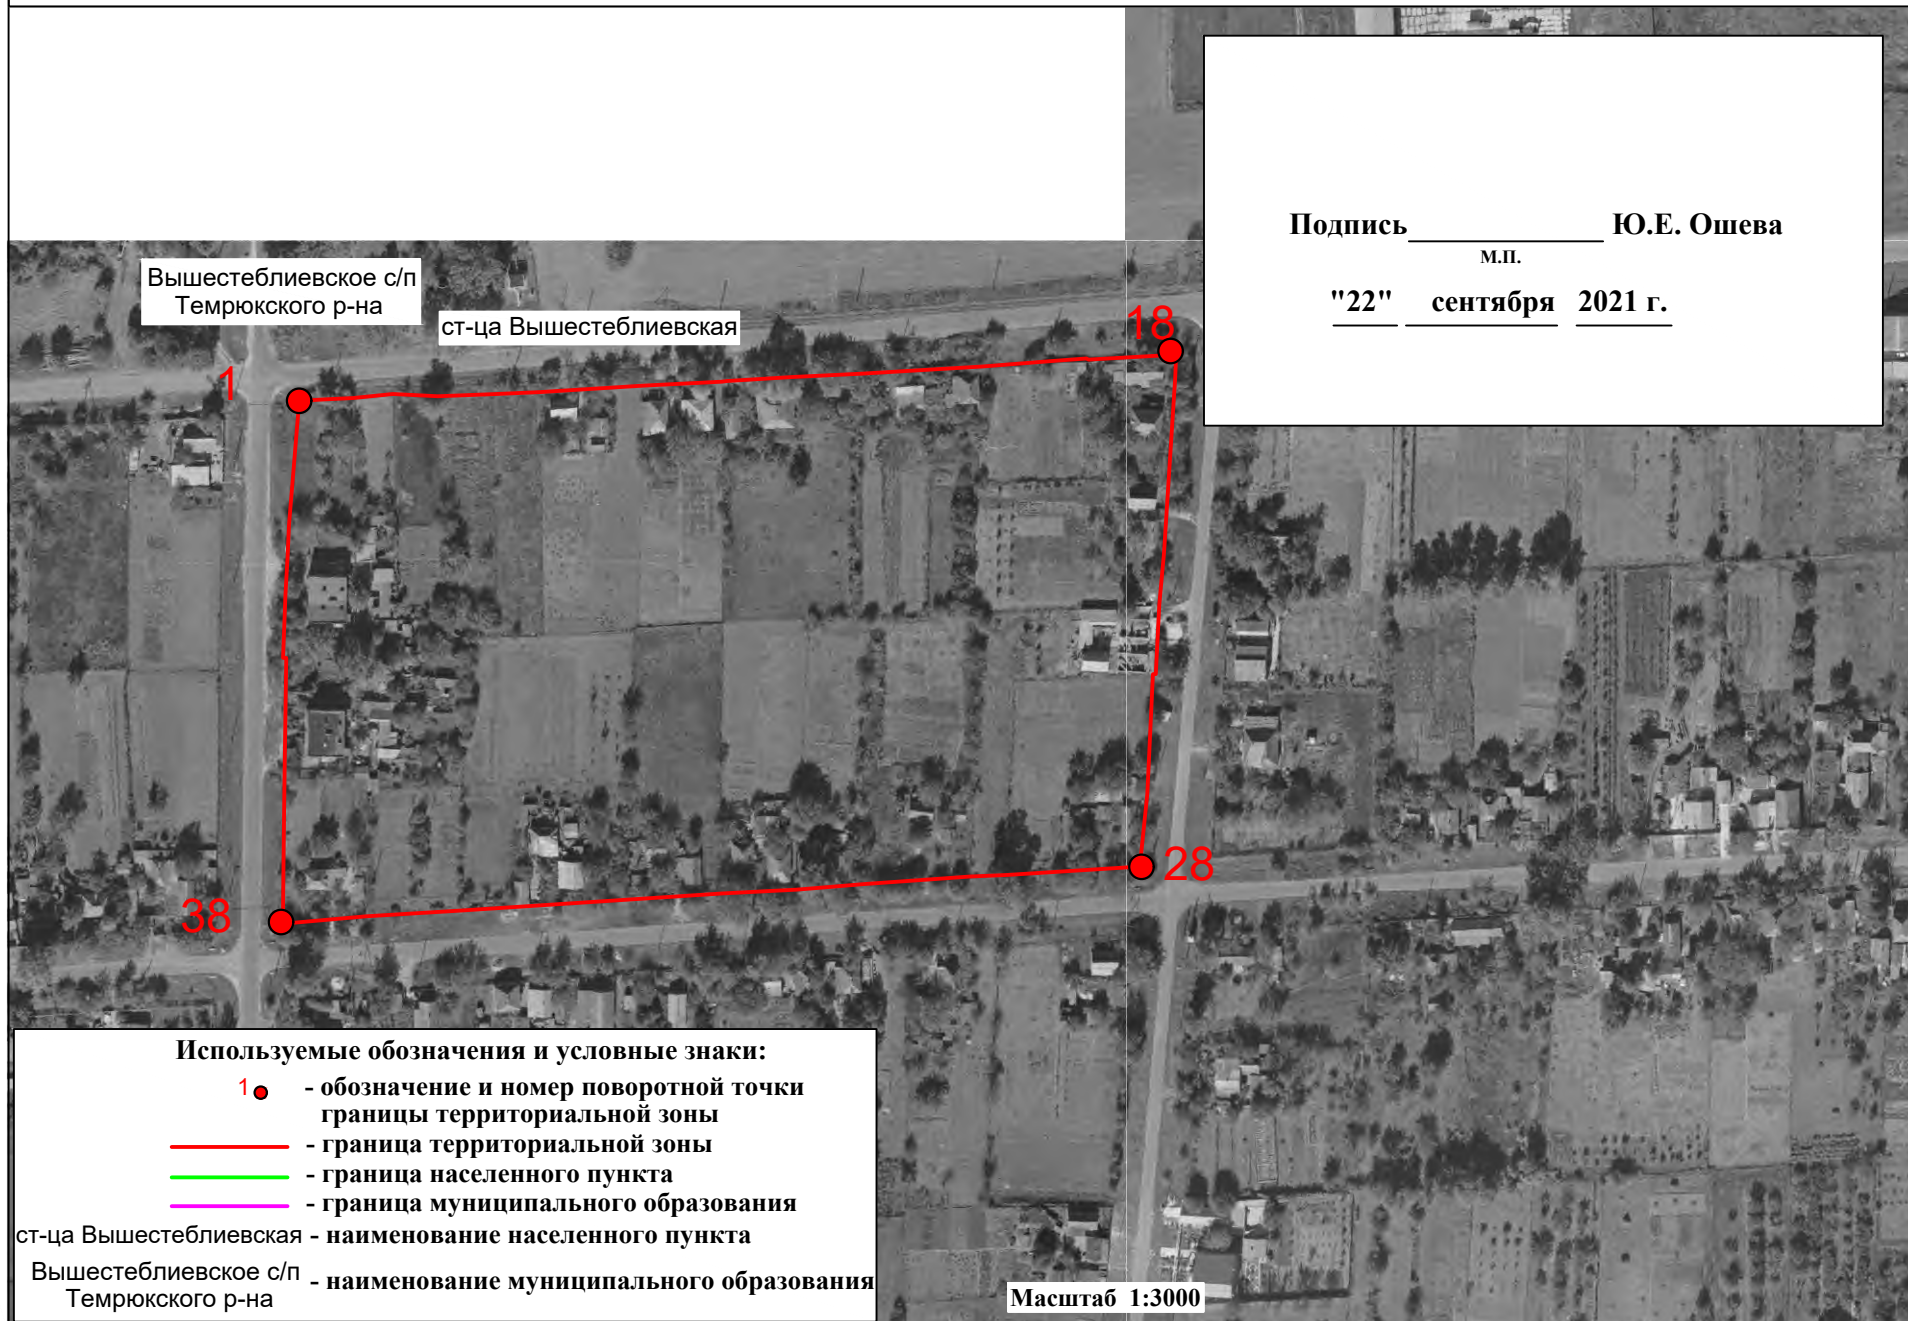 Подпись Ю.Е. Ошева
М.П.
"22" сентября 2021 г.
Вышестеблиевское с/п
Темрюкского р-на
ст-ца Вышестеблиевская
18
1
28
38
Используемые обозначения и условные знаки:
1 - обозначение и номер поворотной точки
границы территориальной зоны
- граница территориальной зоны
- граница населенного пункта
- граница муниципального образования
ст-ца Вышестеблиевская - наименование населенного пункта
Вышестеблиевское с/п
Темрюкского р-на - наименование муниципального образования
Масштаб 1:3000